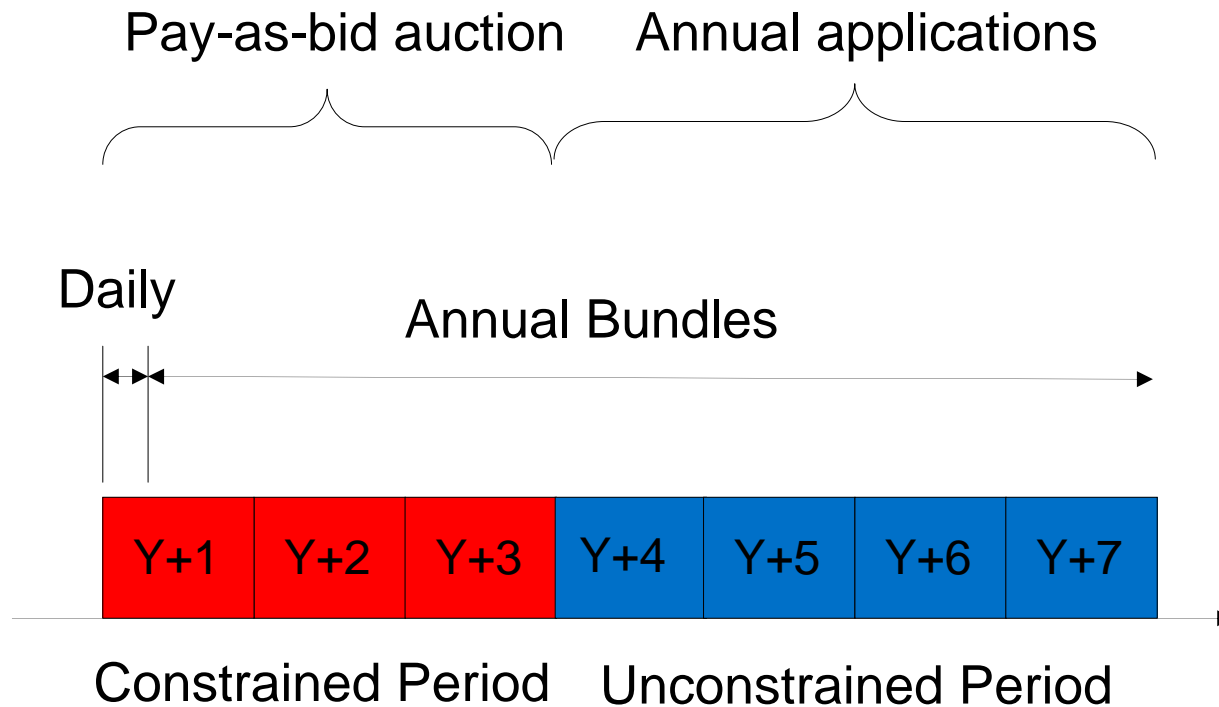 Pay-as-bid auction
Annual applications
Daily
Annual Bundles
Y+1
Y+2
Y+3
Y+4
Y+5
Y+6
Y+7
Constrained Period
Unconstrained Period